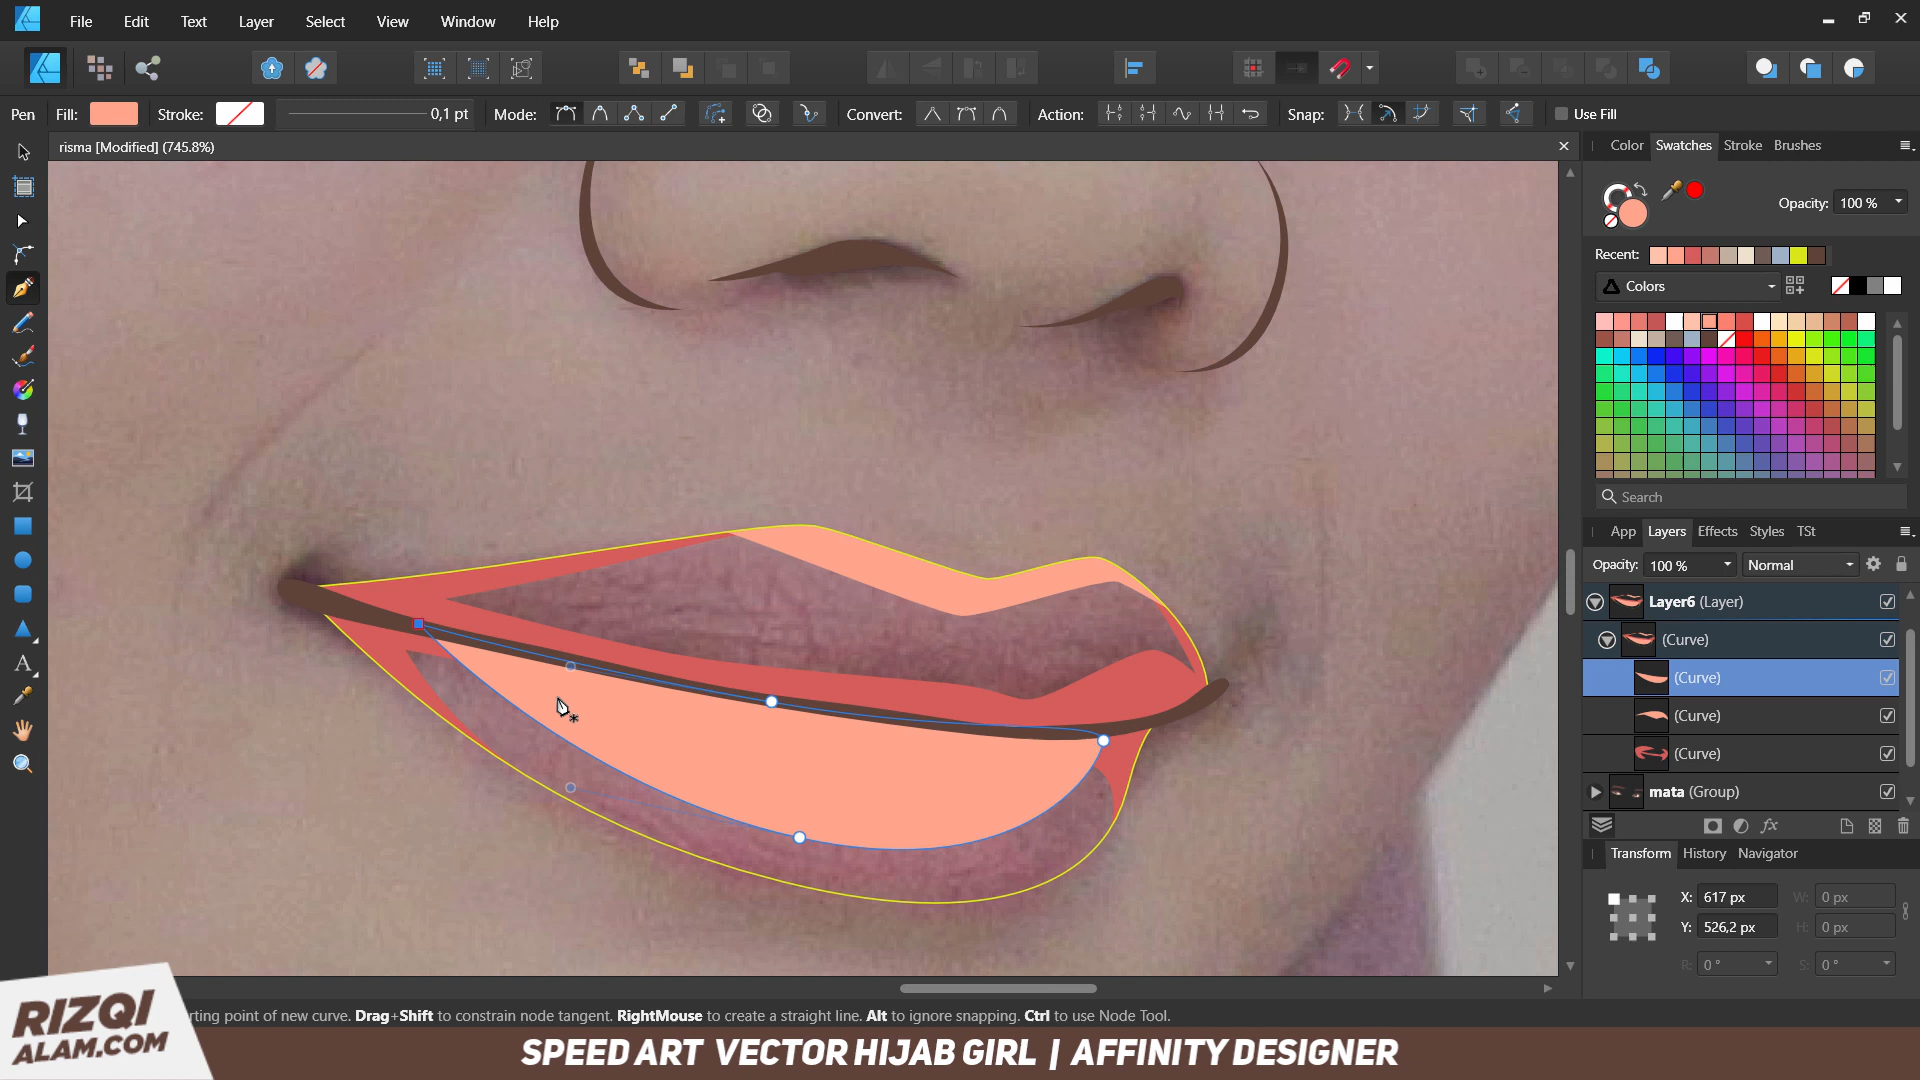 File Edit Text Layer Select View Window Help
Pen Fill: Stroke: 0,1 pt Mode: Convert: Action: Snap: Use Fill
risma [Modified] (745.8%)
Color Swatches Stroke Brushes
Opacity: 100 %
Recent:
Colors
Search
App Layers Effects Styles TSt
Opacity: 100 % Normal
Layer6 (Layer)
(Curve)
(Curve)
(Curve)
(Curve)
mata (Group)
Transform History Navigator
X: 617 px W: 0 px
Y: 526,2 px H: 0 px
R: 0 ° S: 0 °
rting point of new curve. Drag+Shift to constrain node tangent. RightMouse to create a straight line. Alt to ignore snapping. Ctrl to use Node Tool.
RIZQI
ALAM.COM
SPEED ART VECTOR HIJAB GIRL | AFFINITY DESIGNER